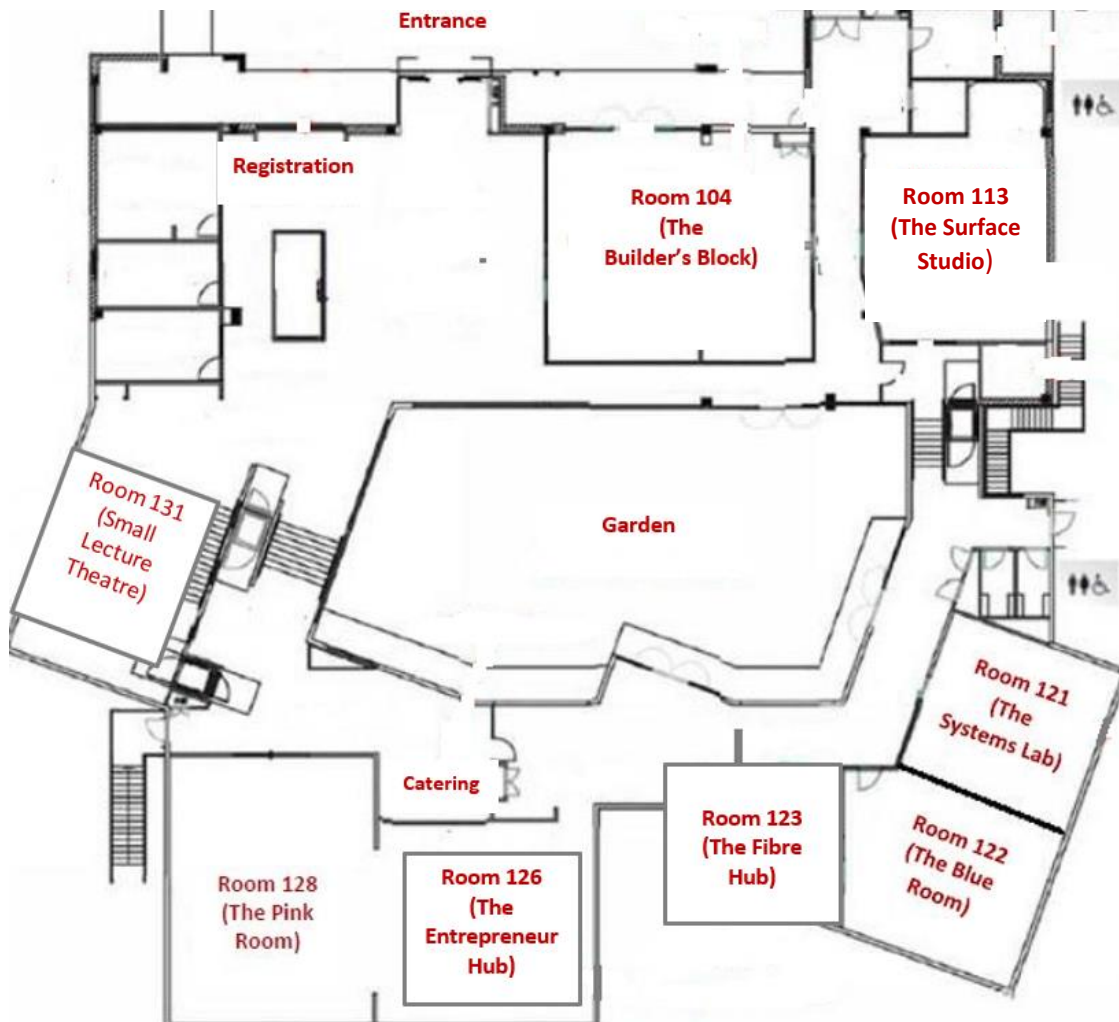 Entrance
Registration
Room 104
(The
Builder’s Block)
Room 113
(The Surface
Studio)
Room 131
(Small
Lecture
Theatre)
Garden
Room 121
(The
Systems Lab)
Catering
Room 123
(The Fibre
Hub)
Room 122
(The Blue
Room)
Room 128
(The Pink
Room)
Room 126
(The
Entrepreneur
Hub)